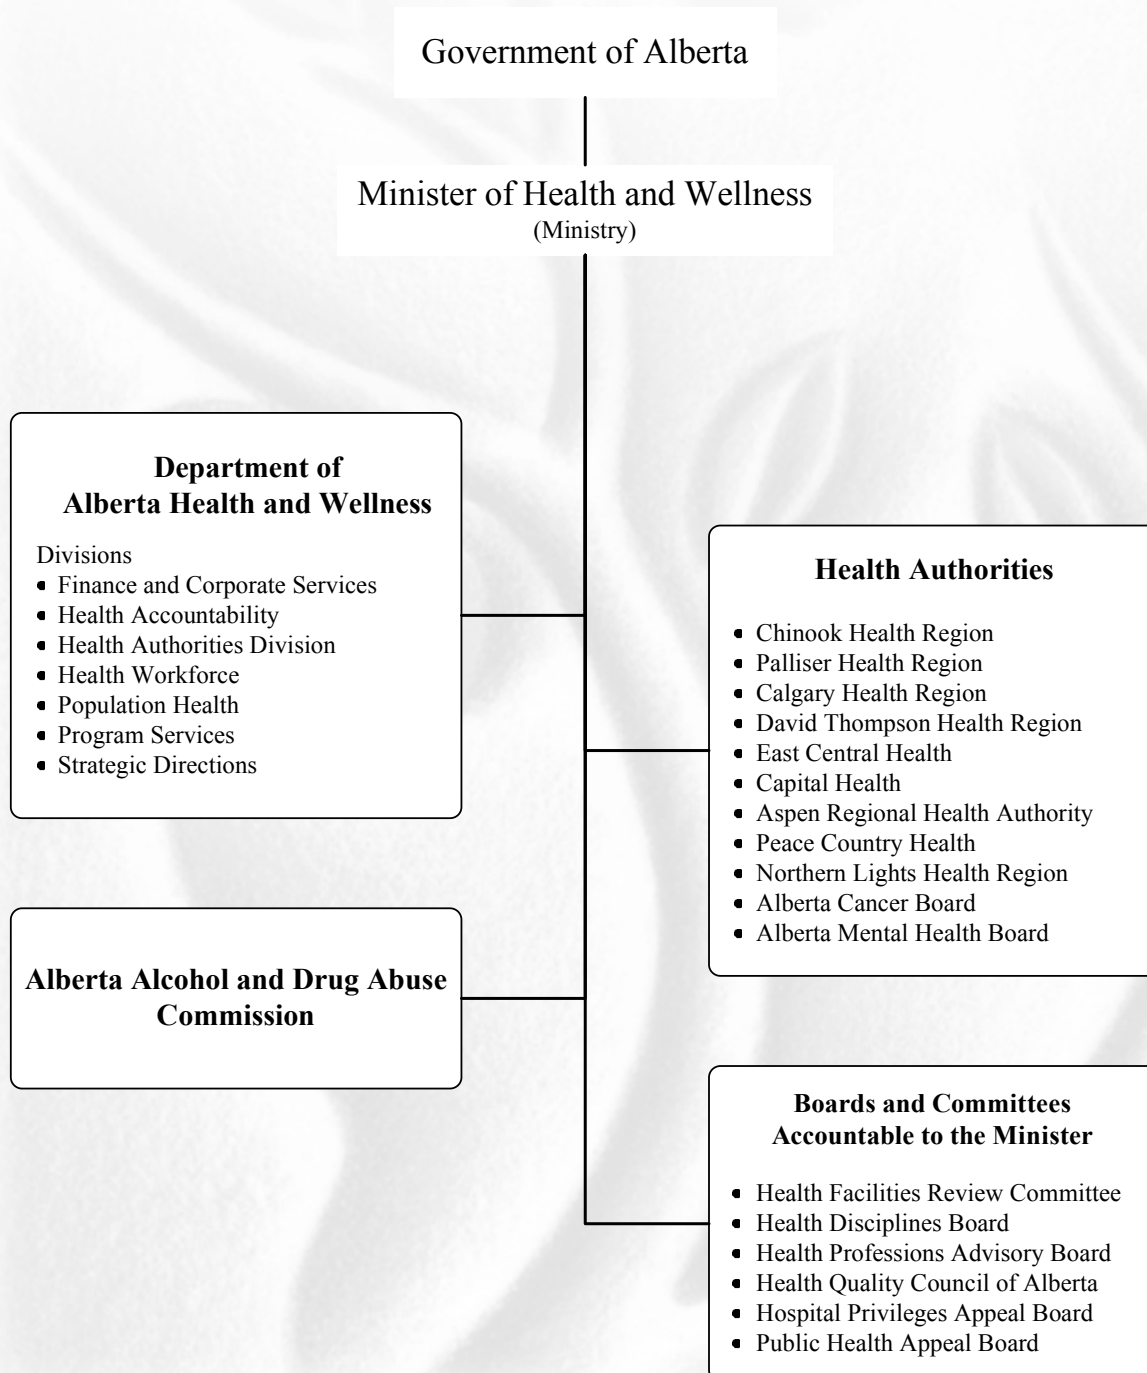 Government of Alberta
Minister of Health and Wellness
(Ministry)
Department of
Alberta Health and Wellness
Divisions
• Finance and Corporate Services
• Health Accountability
• Health Authorities Division
• Health Workforce
• Population Health
• Program Services
• Strategic Directions
Health Authorities
• Chinook Health Region
• Palliser Health Region
• Calgary Health Region
• David Thompson Health Region
• East Central Health
• Capital Health
• Aspen Regional Health Authority
• Peace Country Health
• Northern Lights Health Region
• Alberta Cancer Board
• Alberta Mental Health Board
Alberta Alcohol and Drug Abuse
Commission
Boards and Committees
Accountable to the Minister
• Health Facilities Review Committee
• Health Disciplines Board
• Health Professions Advisory Board
• Health Quality Council of Alberta
• Hospital Privileges Appeal Board
• Public Health Appeal Board